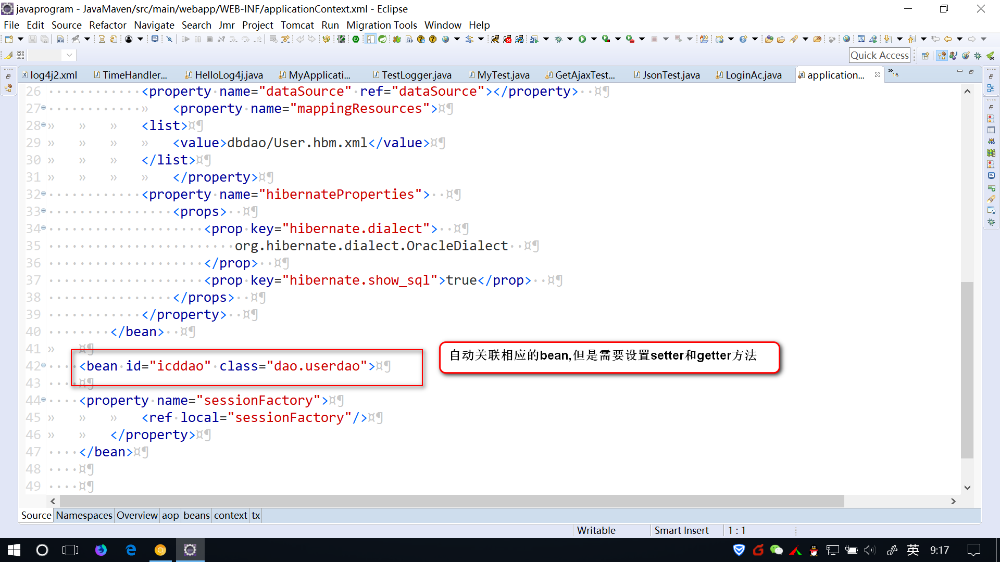 javaprogram - JavaMaven/src/main/webapp/WEB-INF/applicationContext.xml - Eclipse
File Edit Source Refactor Navigate Search Jmr Project Tomcat Run Migration Tools Window Help
Quick Access
log4j2.xml TimeHandler... HelloLog4j.java MyApplicati... TestLogger.java MyTest.java GetAjaxTest... JsonTest.java LoginAc.java application... »16
26 <property name="dataSource" ref="dataSource"></property>
27 <property name="mappingResources">
28 <list>
29 <value>dbdao/User.hbm.xml</value>
30 </list>
31 </property>
32 <property name="hibernateProperties">
33 <props>
34 <prop key="hibernate.dialect">
35 org.hibernate.dialect.OracleDialect
36 </prop>
37 <prop key="hibernate.show_sql">true</prop>
38 </props>
39 </property>
40 </bean>
41
42 <bean id="icddao" class="dao.userdao">
自动关联相应的bean,但是需要设置setter和getter方法
43
44 <property name="sessionFactory">
45 <ref local="sessionFactory"/>
46 </property>
47 </bean>
48
49
Source Namespaces Overview aop beans context tx
Writable Smart Insert 1 : 1
英 9:17